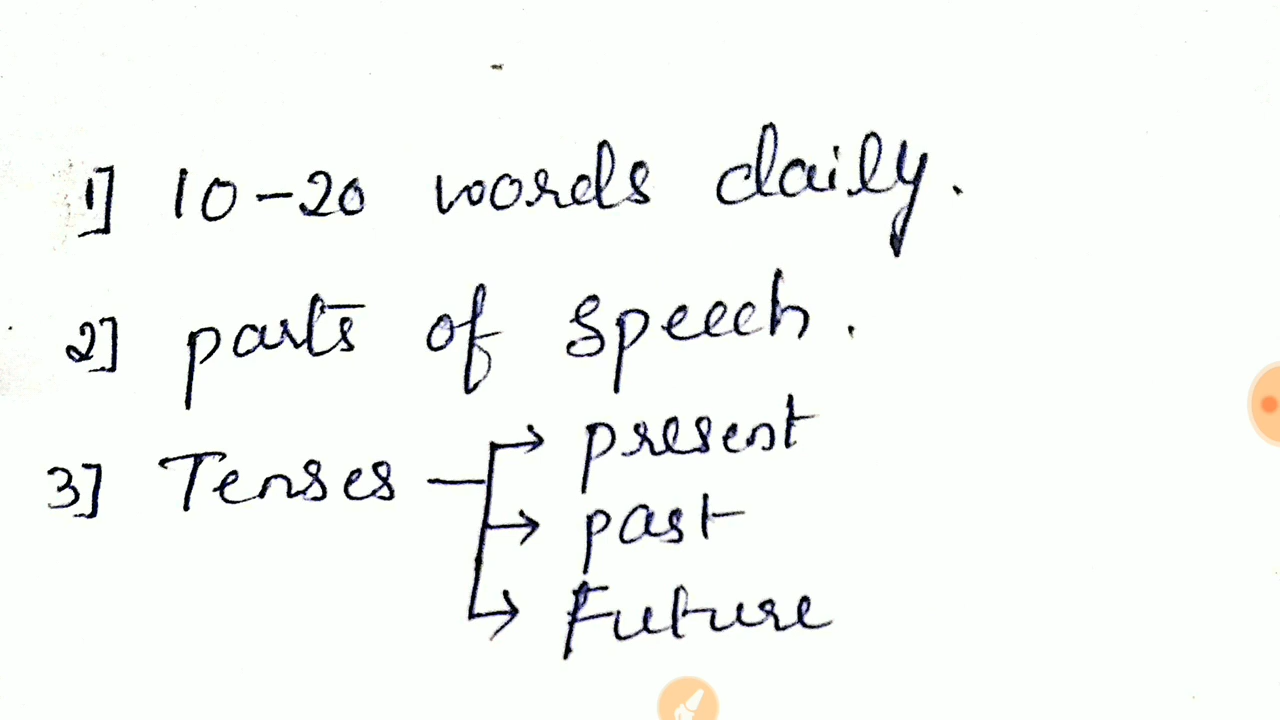 1] 10-20 words daily.
2] parts of speech.
3] Tenses → present
→ past
→ Future